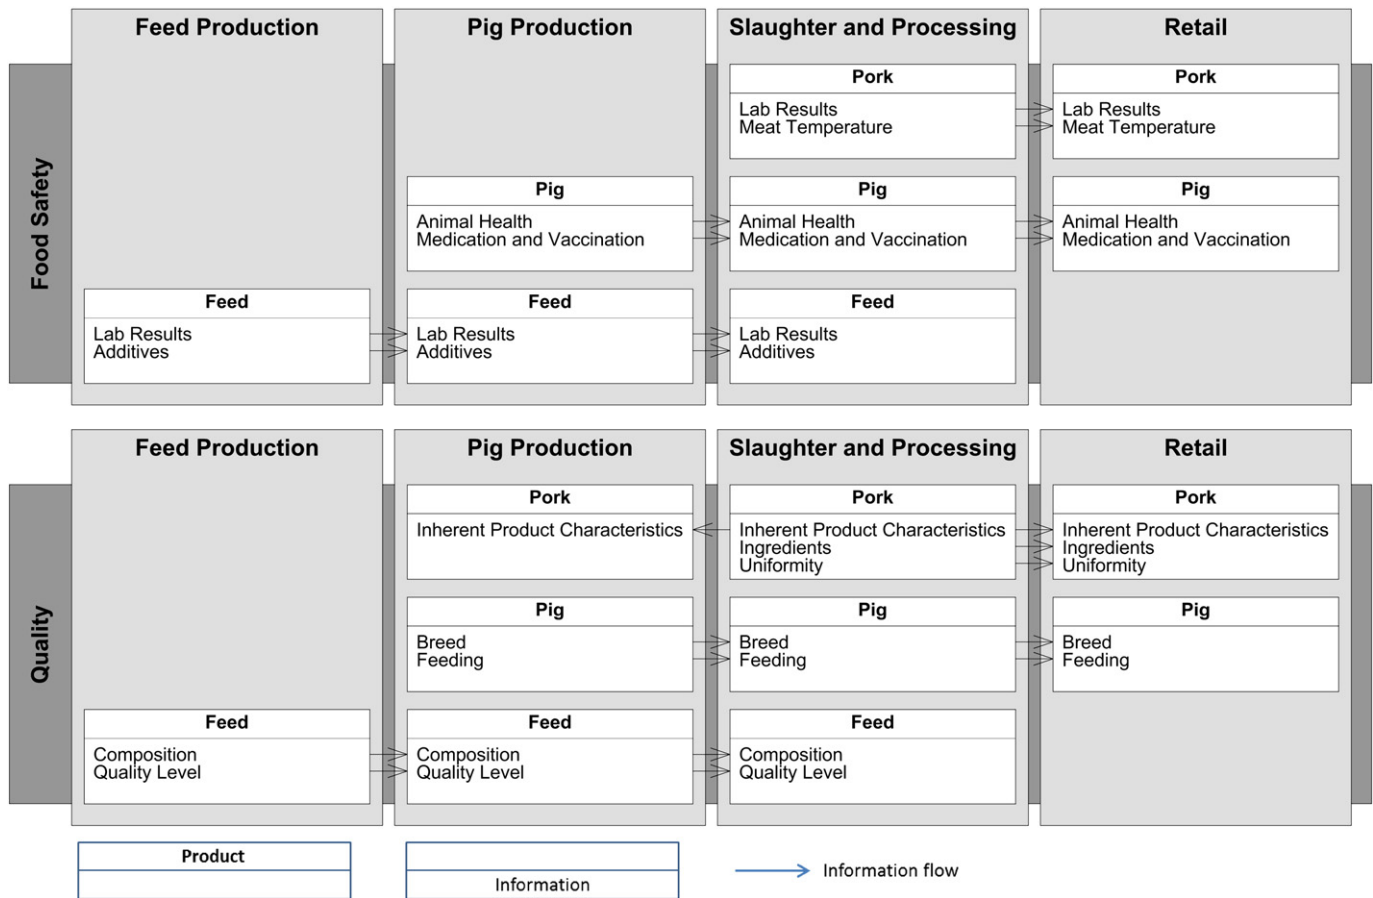 Feed Production
Pig Production
Slaughter and Processing
Retail
Food Safety
Pork
Lab Results
Meat Temperature
Pork
Lab Results
Meat Temperature
Pig
Animal Health
Medication and Vaccination
Pig
Animal Health
Medication and Vaccination
Pig
Animal Health
Medication and Vaccination
Feed
Lab Results
Additives
Feed
Lab Results
Additives
Feed
Lab Results
Additives
Feed Production
Pig Production
Slaughter and Processing
Retail
Quality
Pork
Inherent Product Characteristics
Pork
Inherent Product Characteristics
Ingredients
Uniformity
Pork
Inherent Product Characteristics
Ingredients
Uniformity
Pig
Breed
Feeding
Pig
Breed
Feeding
Pig
Breed
Feeding
Feed
Composition
Quality Level
Feed
Composition
Quality Level
Feed
Composition
Quality Level
Product
Information
Information flow